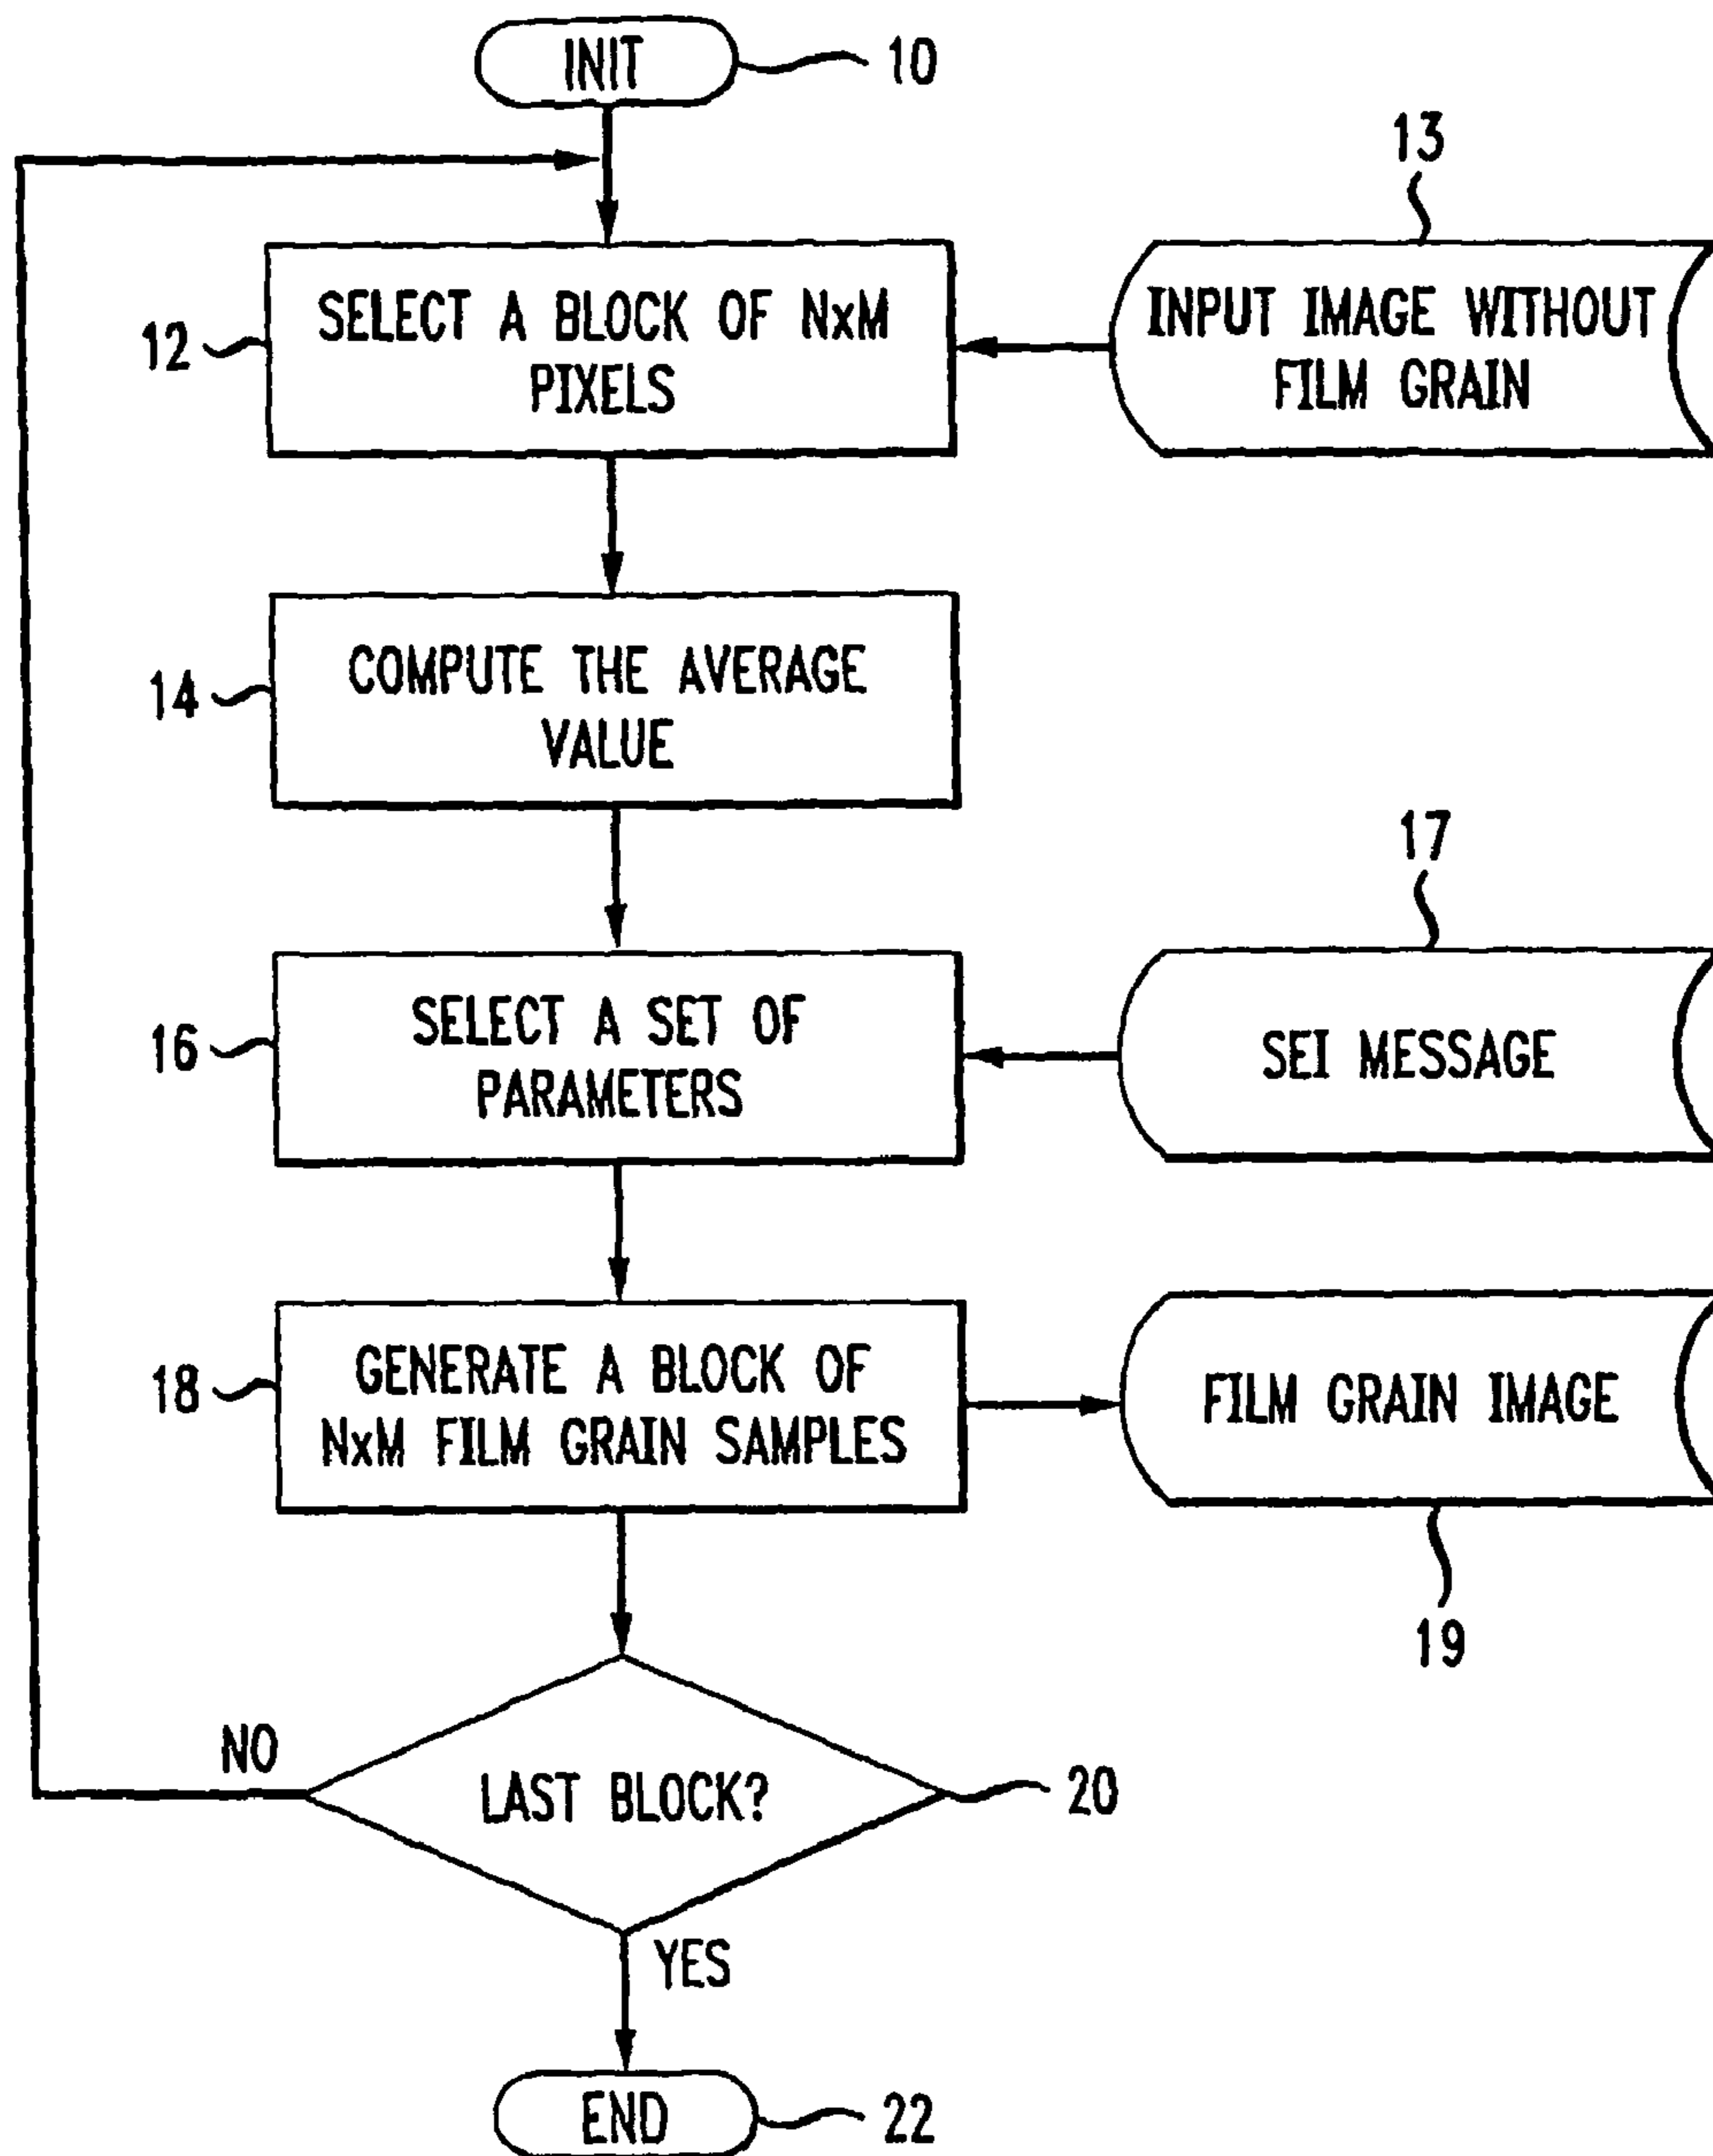 INIT
10
13
12
SELECT A BLOCK OF NxM
PIXELS
INPUT IMAGE WITHOUT
FILM GRAIN
14
COMPUTE THE AVERAGE
VALUE
17
16
SELECT A SET OF
PARAMETERS
SEI MESSAGE
18
GENERATE A BLOCK OF
NxM FILM GRAIN SAMPLES
FILM GRAIN IMAGE
19
NO
LAST BLOCK?
20
YES
END
22